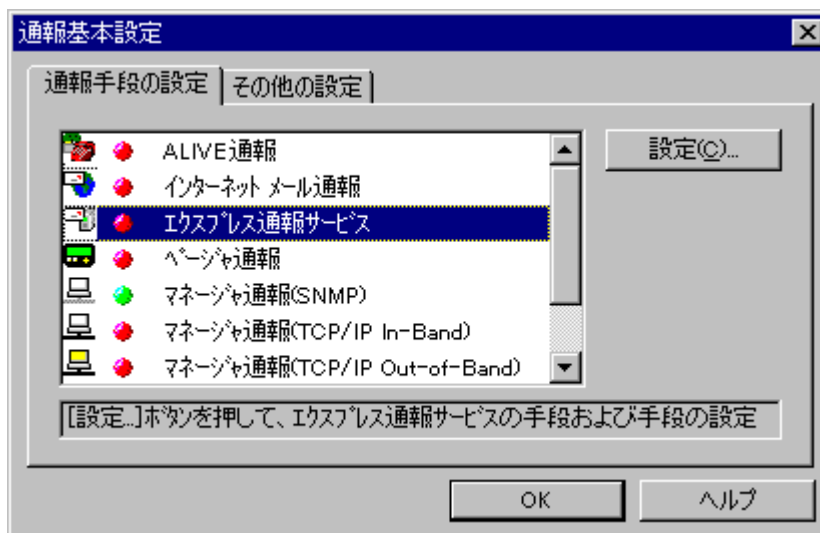 通報基本設定
通報手段の設定 その他の設定
ALIVE通報
設定(C)...
インターネット メール通報
エクスプレス通報サービス
ページャ通報
マネージャ通報(SNMP)
マネージャ通報(TCP/IP In-Band)
マネージャ通報(TCP/IP Out-of-Band)
[設定...]ボタンを押して、エクスプレス通報サービスの手段および手段の設定
OK ヘルプ